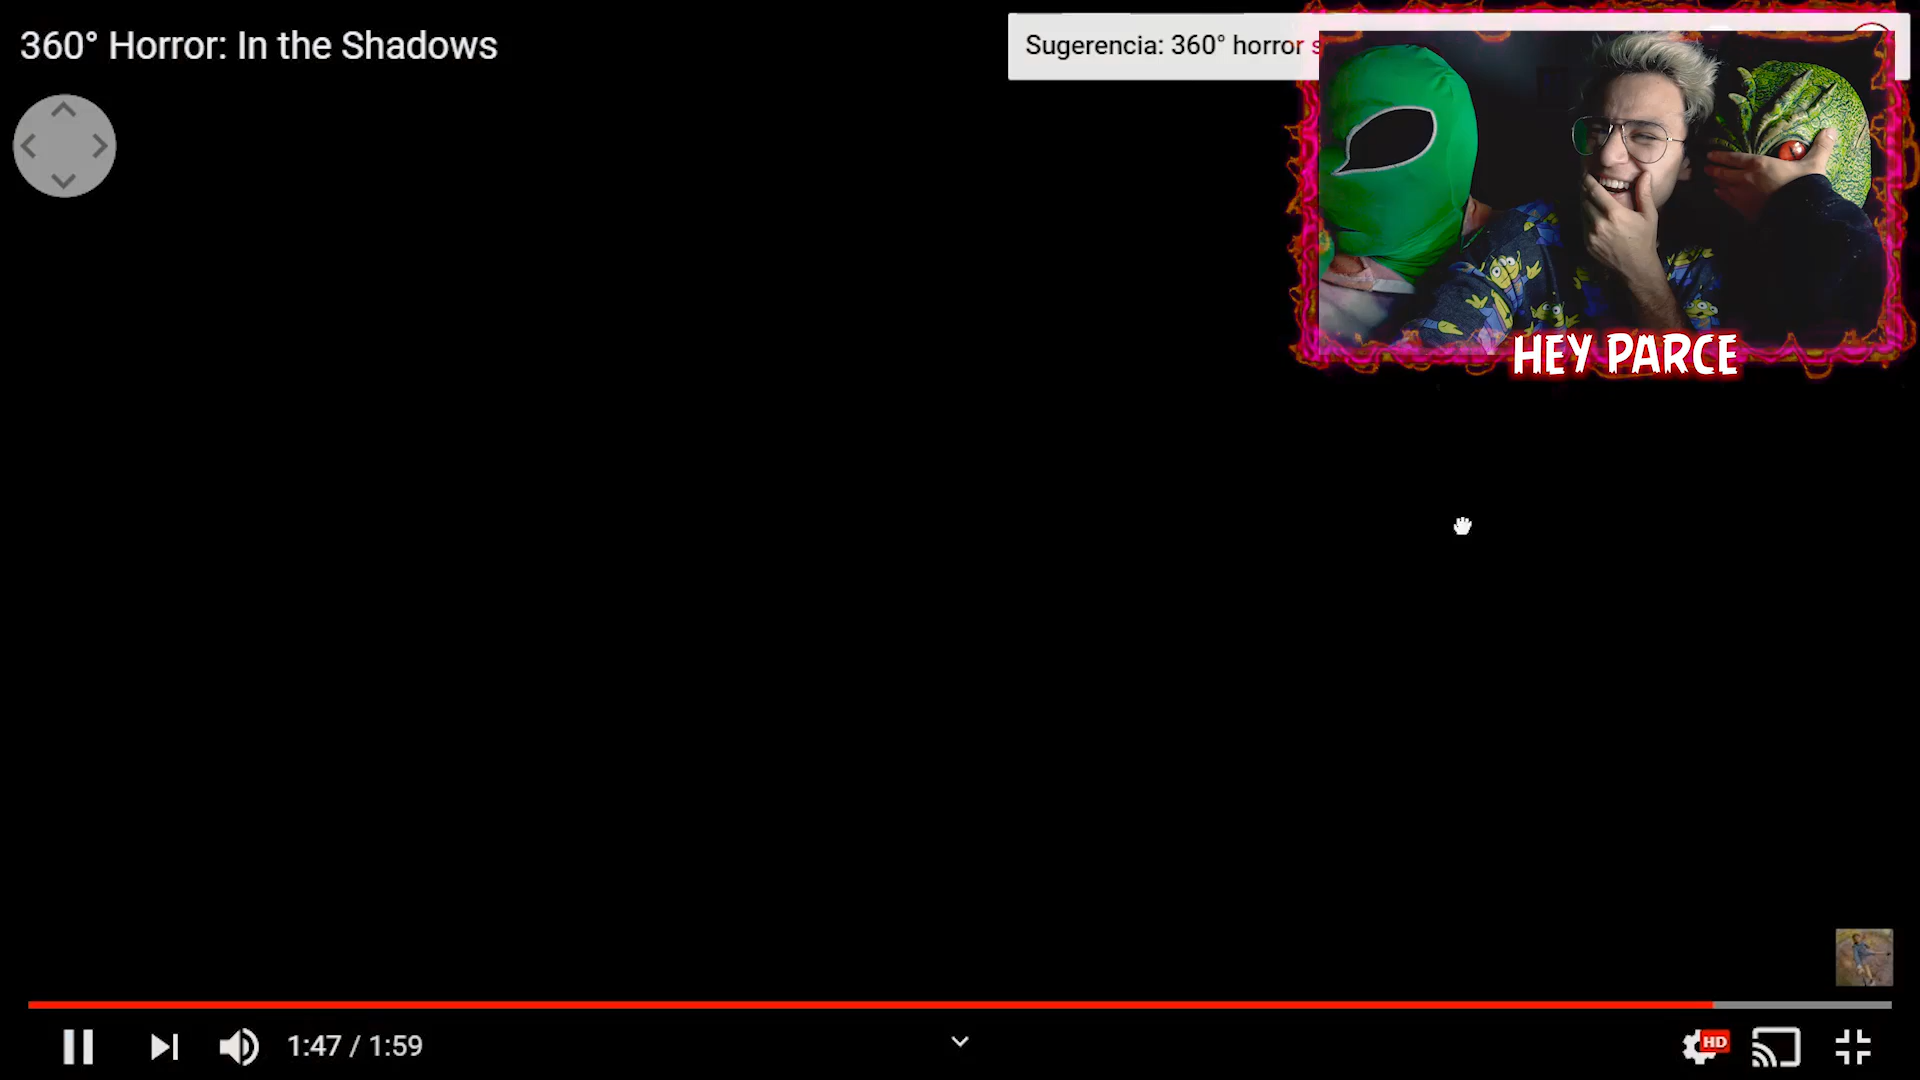 360° Horror: In the Shadows
Sugerencia: 360° horror
HEY PARCE
1:47 / 1:59
HD